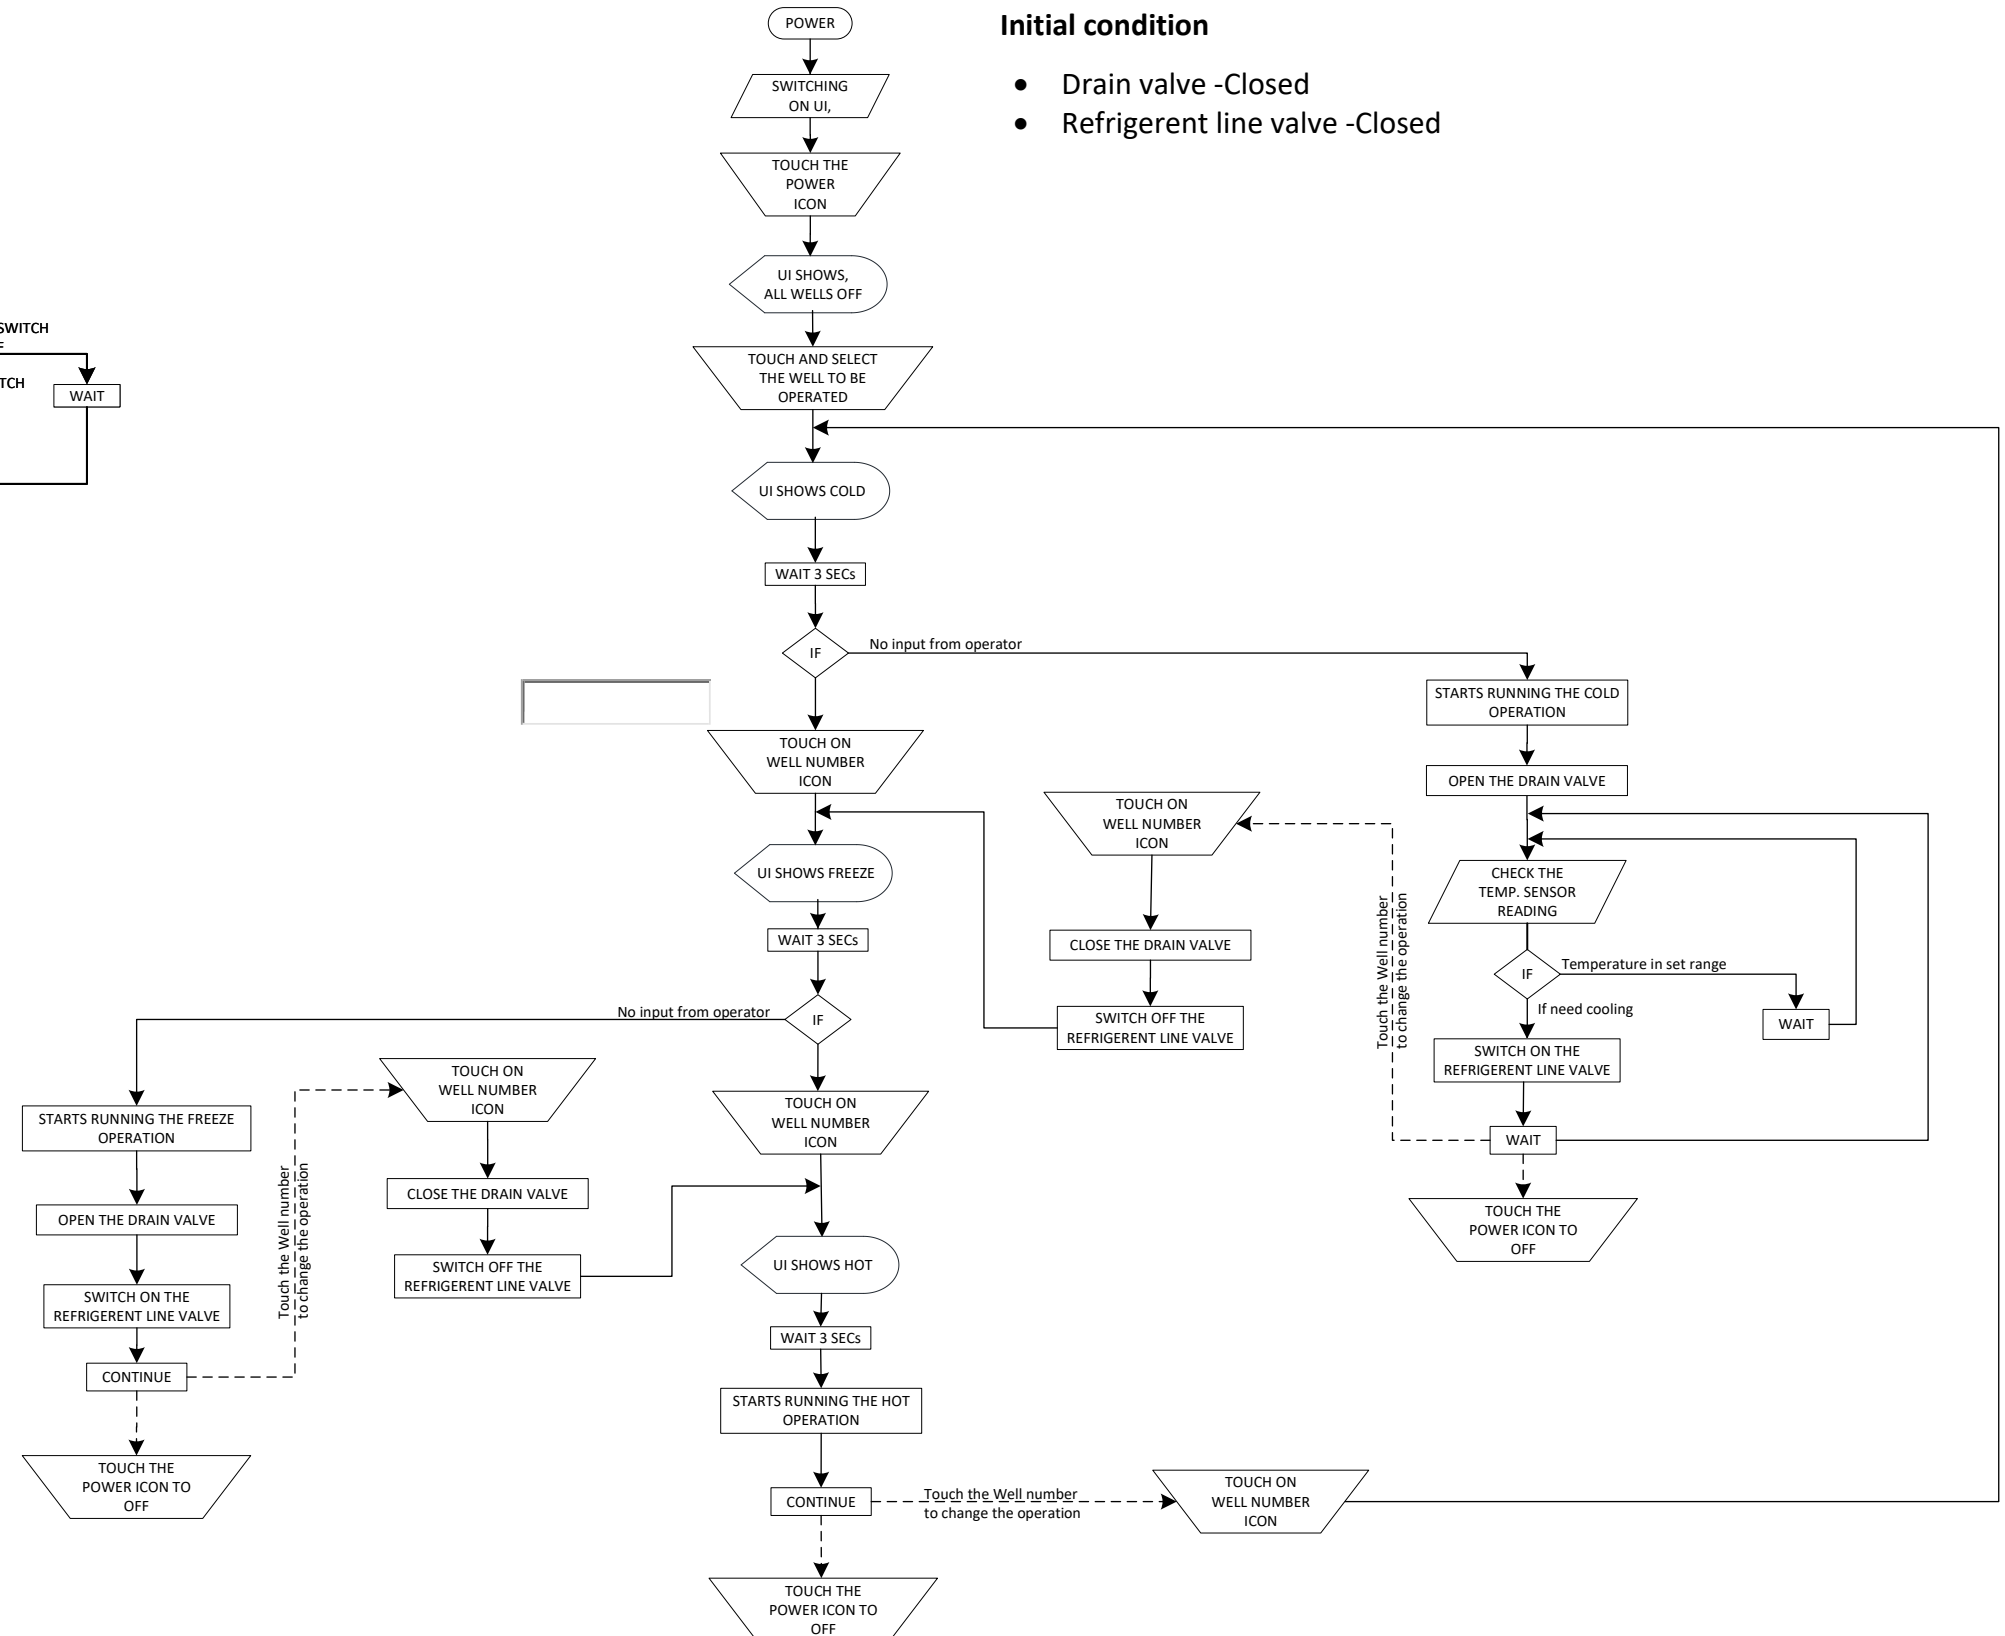 POWER
Initial condition
• Drain valve -Closed
• Refrigerent line valve -Closed
SWITCHING
ON UI,
TOUCH THE
POWER
ICON
UI SHOWS,
ALL WELLS OFF
SWITCH
TCH
WAIT
TOUCH AND SELECT
THE WELL TO BE
OPERATED
UI SHOWS COLD
WAIT 3 SECs
IF
No input from operator
STARTS RUNNING THE COLD
OPERATION
OPEN THE DRAIN VALVE
CHECK THE
TEMP. SENSOR
READING
IF
Temperature in set range
WAIT
If need cooling
SWITCH ON THE
REFRIGERENT LINE VALVE
WAIT
TOUCH THE
POWER ICON TO
OFF
Touch the Well number
to change the operation
TOUCH ON
WELL NUMBER
ICON
CLOSE THE DRAIN VALVE
SWITCH OFF THE
REFRIGERENT LINE VALVE
TOUCH ON
WELL NUMBER
ICON
UI SHOWS FREEZE
WAIT 3 SECs
IF
No input from operator
STARTS RUNNING THE FREEZE
OPERATION
OPEN THE DRAIN VALVE
SWITCH ON THE
REFRIGERENT LINE VALVE
CONTINUE
TOUCH THE
POWER ICON TO
OFF
Touch the Well number
to change the operation
TOUCH ON
WELL NUMBER
ICON
CLOSE THE DRAIN VALVE
SWITCH OFF THE
REFRIGERENT LINE VALVE
TOUCH ON
WELL NUMBER
ICON
UI SHOWS HOT
WAIT 3 SECs
STARTS RUNNING THE HOT
OPERATION
CONTINUE
Touch the Well number
to change the operation
TOUCH ON
WELL NUMBER
ICON
TOUCH THE
POWER ICON TO
OFF